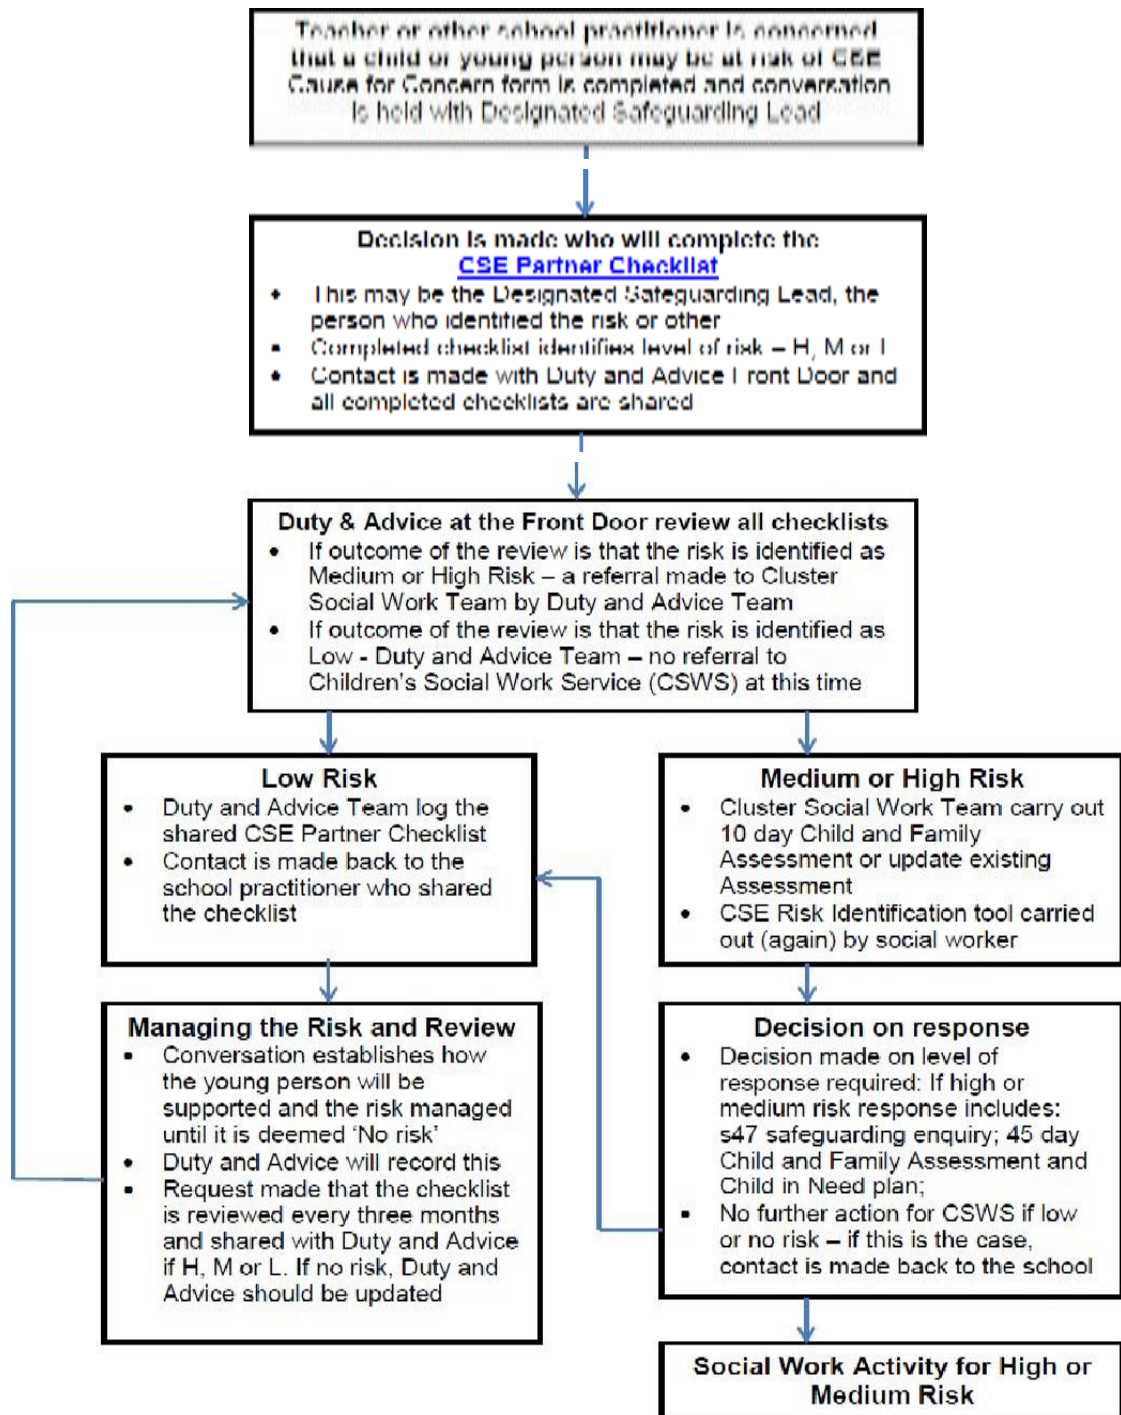 Teacher or other school practitioner is concerned
that a child or young person may be at risk of CSE
Cause for Concern form is completed and conversation
is held with Designated Safeguarding Lead
Decision is made who will complete the
CSE Partner Checklist
• This may be the Designated Safeguarding Lead, the
person who identified the risk or other
• Completed checklist identifies level of risk – H, M or L
• Contact is made with Duty and Advice Front Door and
all completed checklists are shared
Duty & Advice at the Front Door review all checklists
• If outcome of the review is that the risk is identified as
Medium or High Risk – a referral made to Cluster
Social Work Team by Duty and Advice Team
• If outcome of the review is that the risk is identified as
Low - Duty and Advice Team – no referral to
Children's Social Work Service (CSWS) at this time
Low Risk
• Duty and Advice Team log the
shared CSE Partner Checklist
• Contact is made back to the
school practitioner who shared
the checklist
Medium or High Risk
• Cluster Social Work Team carry out
10 day Child and Family
Assessment or update existing
Assessment
• CSE Risk Identification tool carried
out (again) by social worker
Managing the Risk and Review
• Conversation establishes how
the young person will be
supported and the risk managed
until it is deemed 'No risk'
• Duty and Advice will record this
• Request made that the checklist
is reviewed every three months
and shared with Duty and Advice
if H, M or L. If no risk, Duty and
Advice should be updated
Decision on response
• Decision made on level of
response required: If high or
medium risk response includes:
s47 safeguarding enquiry; 45 day
Child and Family Assessment and
Child in Need plan;
• No further action for CSWS if low
or no risk – if this is the case,
contact is made back to the school
Social Work Activity for High or
Medium Risk